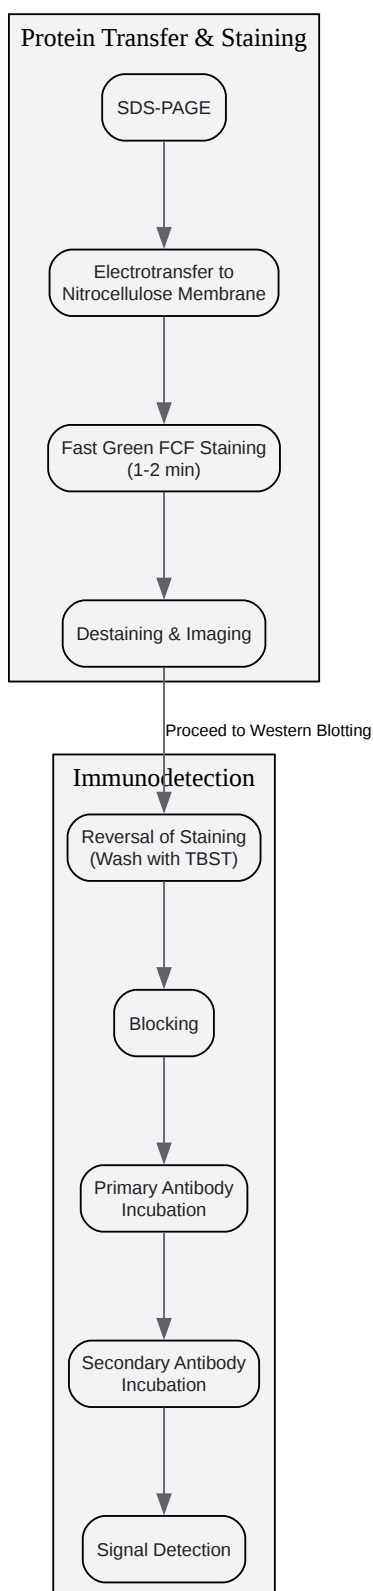 Protein Transfer & Staining
SDS-PAGE
Electrotransfer to
Nitrocellulose Membrane
Fast Green FCF Staining
(1-2 min)
Destaining & Imaging
Proceed to Western Blotting
Immunodetection
Reversal of Staining
(Wash with TBST)
Blocking
Primary Antibody
Incubation
Secondary Antibody
Incubation
Signal Detection